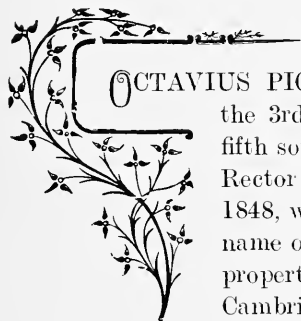 OCTAVIUS PIC
the 3rd
fifth so
Rector
1848, w
name o
propert
Cambri